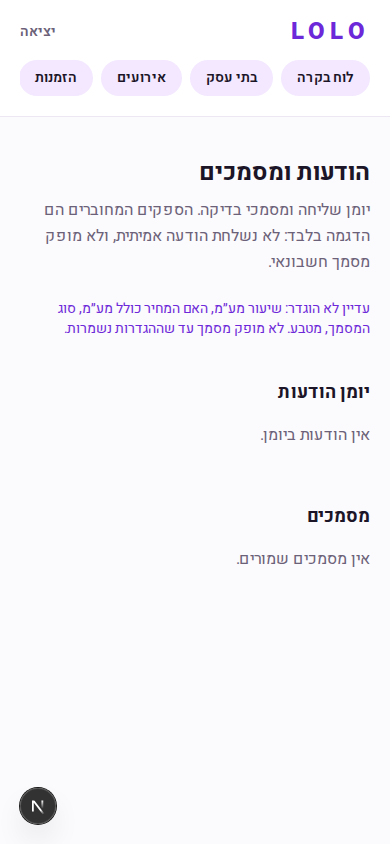 LOLO
יציאה
לוח בקרה
בתי עסק
אירועים
הזמנות
הודעות ומסמכים
יומן שליחה ומסמכי בדיקה. הספקים המחוברים הם
הדגמה בלבד: לא נשלחת הודעה אמיתית, ולא מופק
מסמך חשבונאי.
עדיין לא הוגדר: שיעור מע״מ, האם המחיר כולל מע״מ, סוג
המסמך, מטבע. לא מופק מסמך עד שההגדרות נשמרות.
יומן הודעות
אין הודעות ביומן.
מסמכים
אין מסמכים שמורים.
N